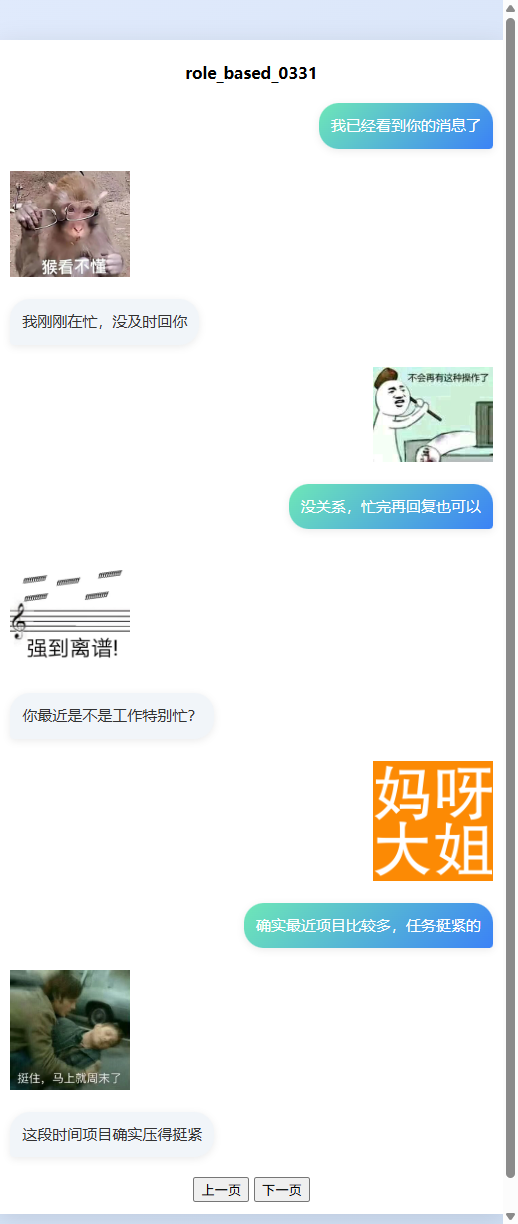 role_based_0331
我已经看到你的消息了
猴看不懂
我刚刚在忙，没及时回你
不会再有这种操作了
没关系，忙完再回复也可以
强到离谱!
你最近是不是工作特别忙？
妈呀
大姐
确实最近项目比较多，任务挺紧的
挺住，马上就周末了
这段时间项目确实压得挺紧
上一页 下一页